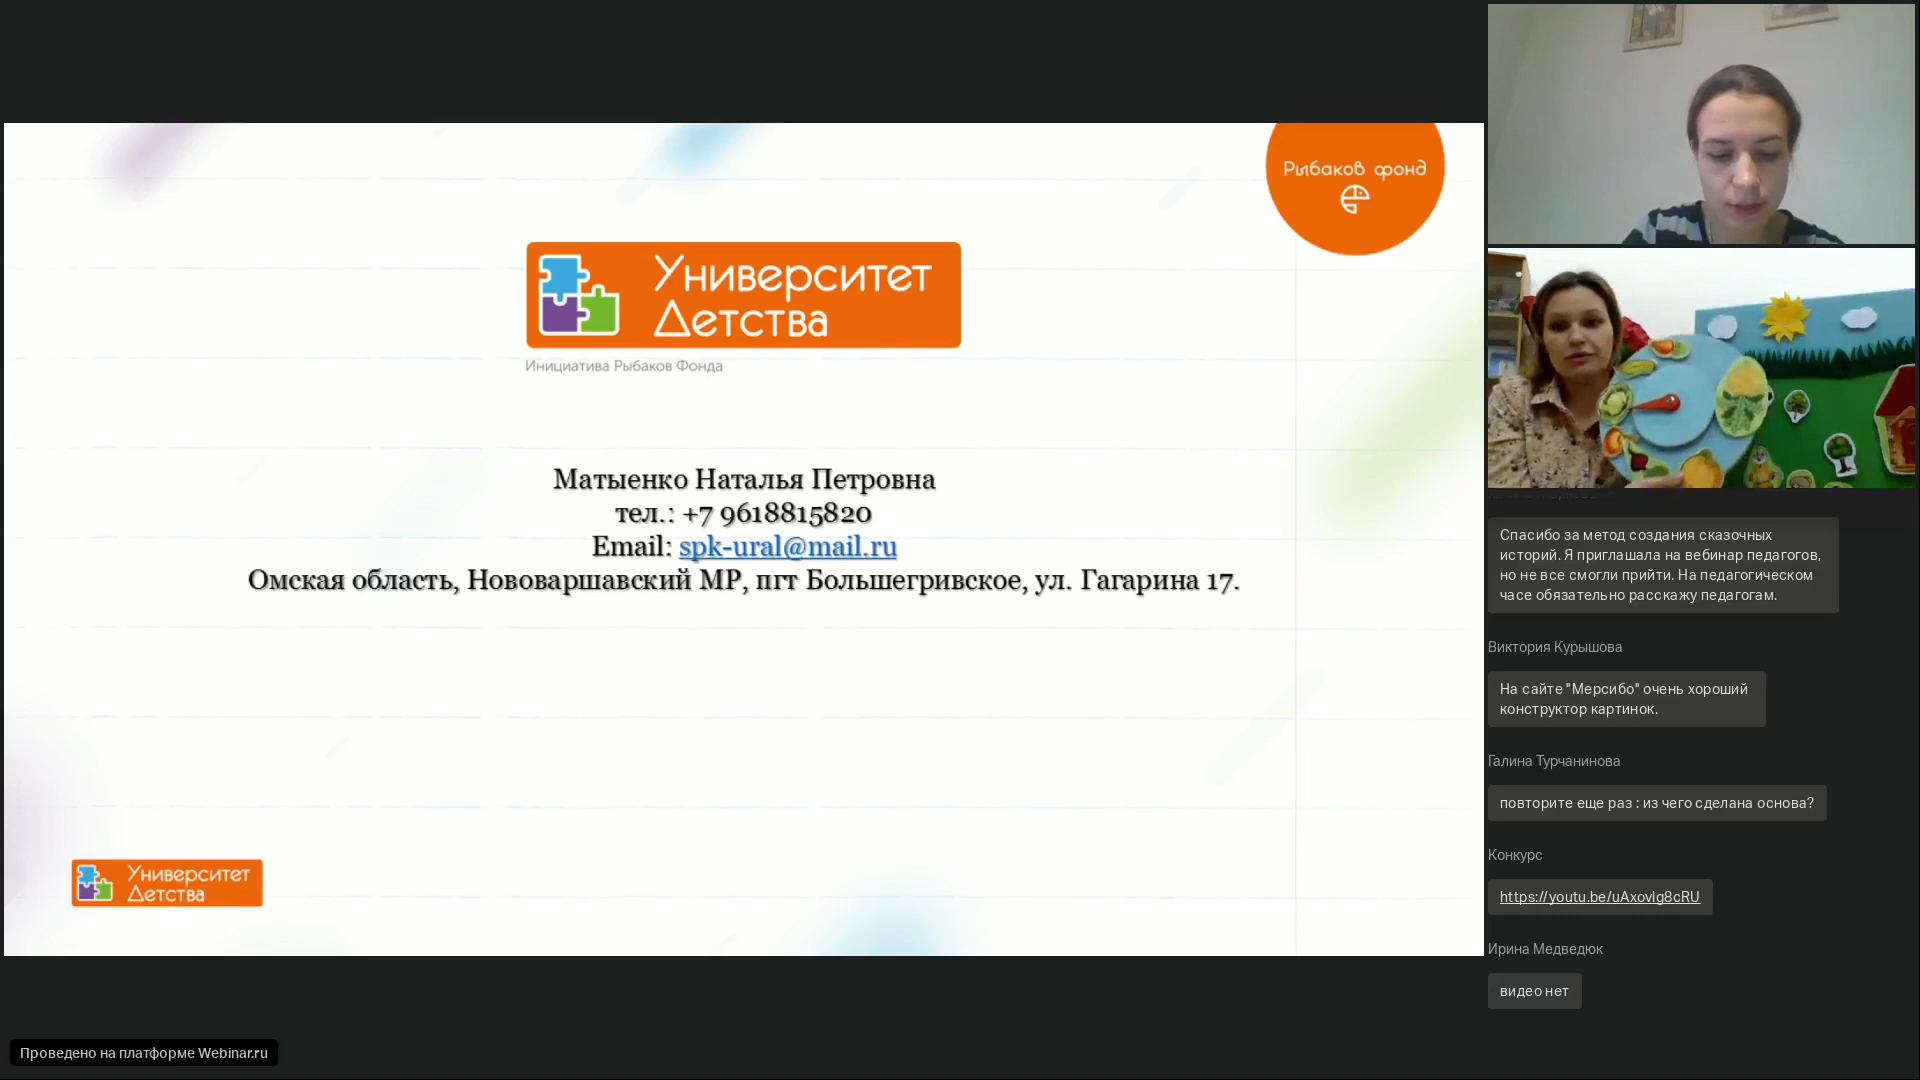 Рыбаков фонд
Университет
Детства
Инициатива Рыбаков Фонда
Матыенко Наталья Петровна
тел.: +7 9618815820
Email: spk-ural@mail.ru
Омская область, Нововаршавский МР, пгт Большегривское, ул. Гагарина 17.
Университет
Детства
Проведено на платформе Webinar.ru
Спасибо за метод создания сказочных
историй. Я приглашала на вебинар педагогов,
но не все смогли прийти. На педагогическом
часе обязательно расскажу педагогам.
Виктория Курышова
На сайте "Мерсибо" очень хороший
конструктор картинок.
Галина Турчанинова
повторите еще раз : из чего сделана основа?
Конкурс
https://youtu.be/uAxovlg8cRU
Ирина Медведюк
видео нет